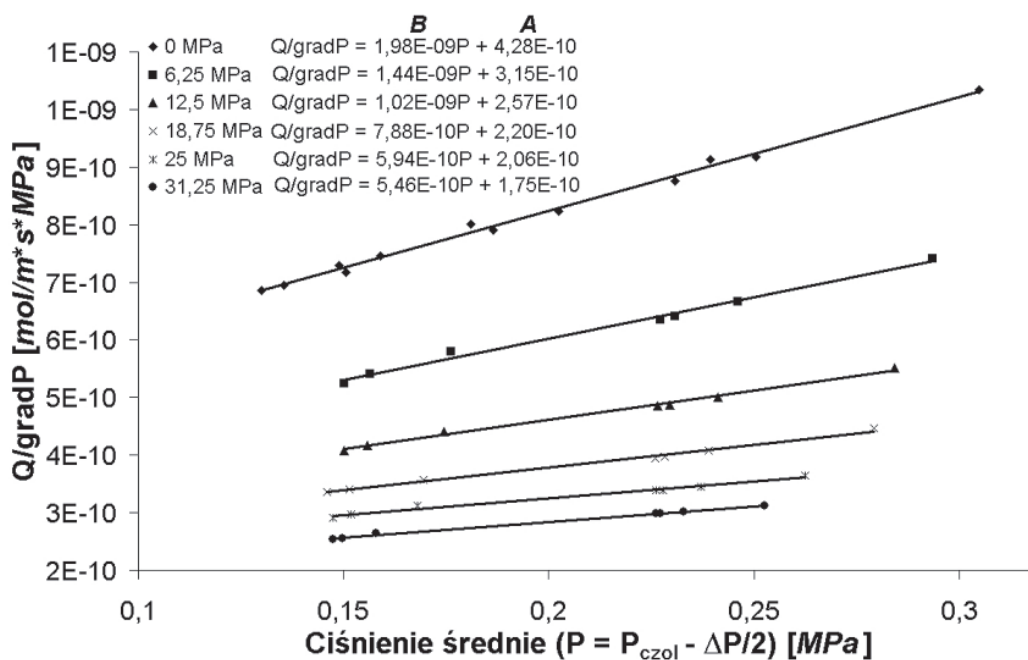 B A
0 MPa Q/gradP = 1,98E-09P + 4,28E-10
6,25 MPa Q/gradP = 1,44E-09P + 3,15E-10
12,5 MPa Q/gradP = 1,02E-09P + 2,57E-10
18,75 MPa Q/gradP = 7,88E-10P + 2,20E-10
25 MPa Q/gradP = 5,94E-10P + 2,06E-10
31,25 MPa Q/gradP = 5,46E-10P + 1,75E-10
Q/gradP [mol/m*s*MPa]
1E-09
1E-09
9E-10
8E-10
7E-10
6E-10
5E-10
4E-10
3E-10
2E-10
0,1 0,15 0,2 0,25 0,3
Ciśnienie średnie (P = Pczol - ΔP/2) [MPa]